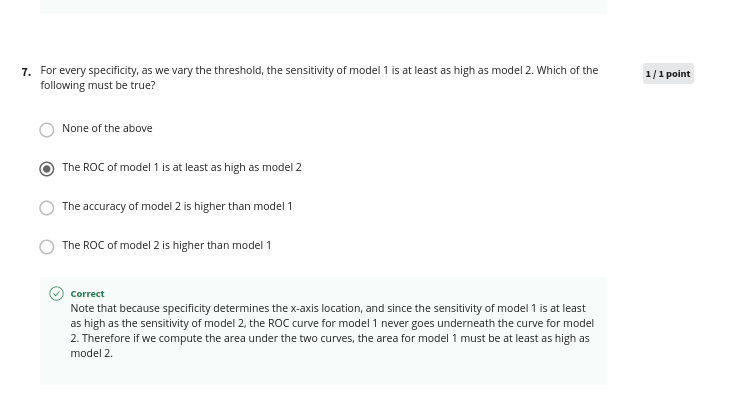 7. For every specificity, as we vary the threshold, the sensitivity of model 1 is at least as high as model 2. Which of the
following must be true?
1 / 1 point
None of the above
The ROC of model 1 is at least as high as model 2
The accuracy of model 2 is higher than model 1
The ROC of model 2 is higher than model 1
Correct
Note that because specificity determines the x-axis location, and since the sensitivity of model 1 is at least
as high as the sensitivity of model 2, the ROC curve for model 1 never goes underneath the curve for model
2. Therefore if we compute the area under the two curves, the area for model 1 must be at least as high as
model 2.